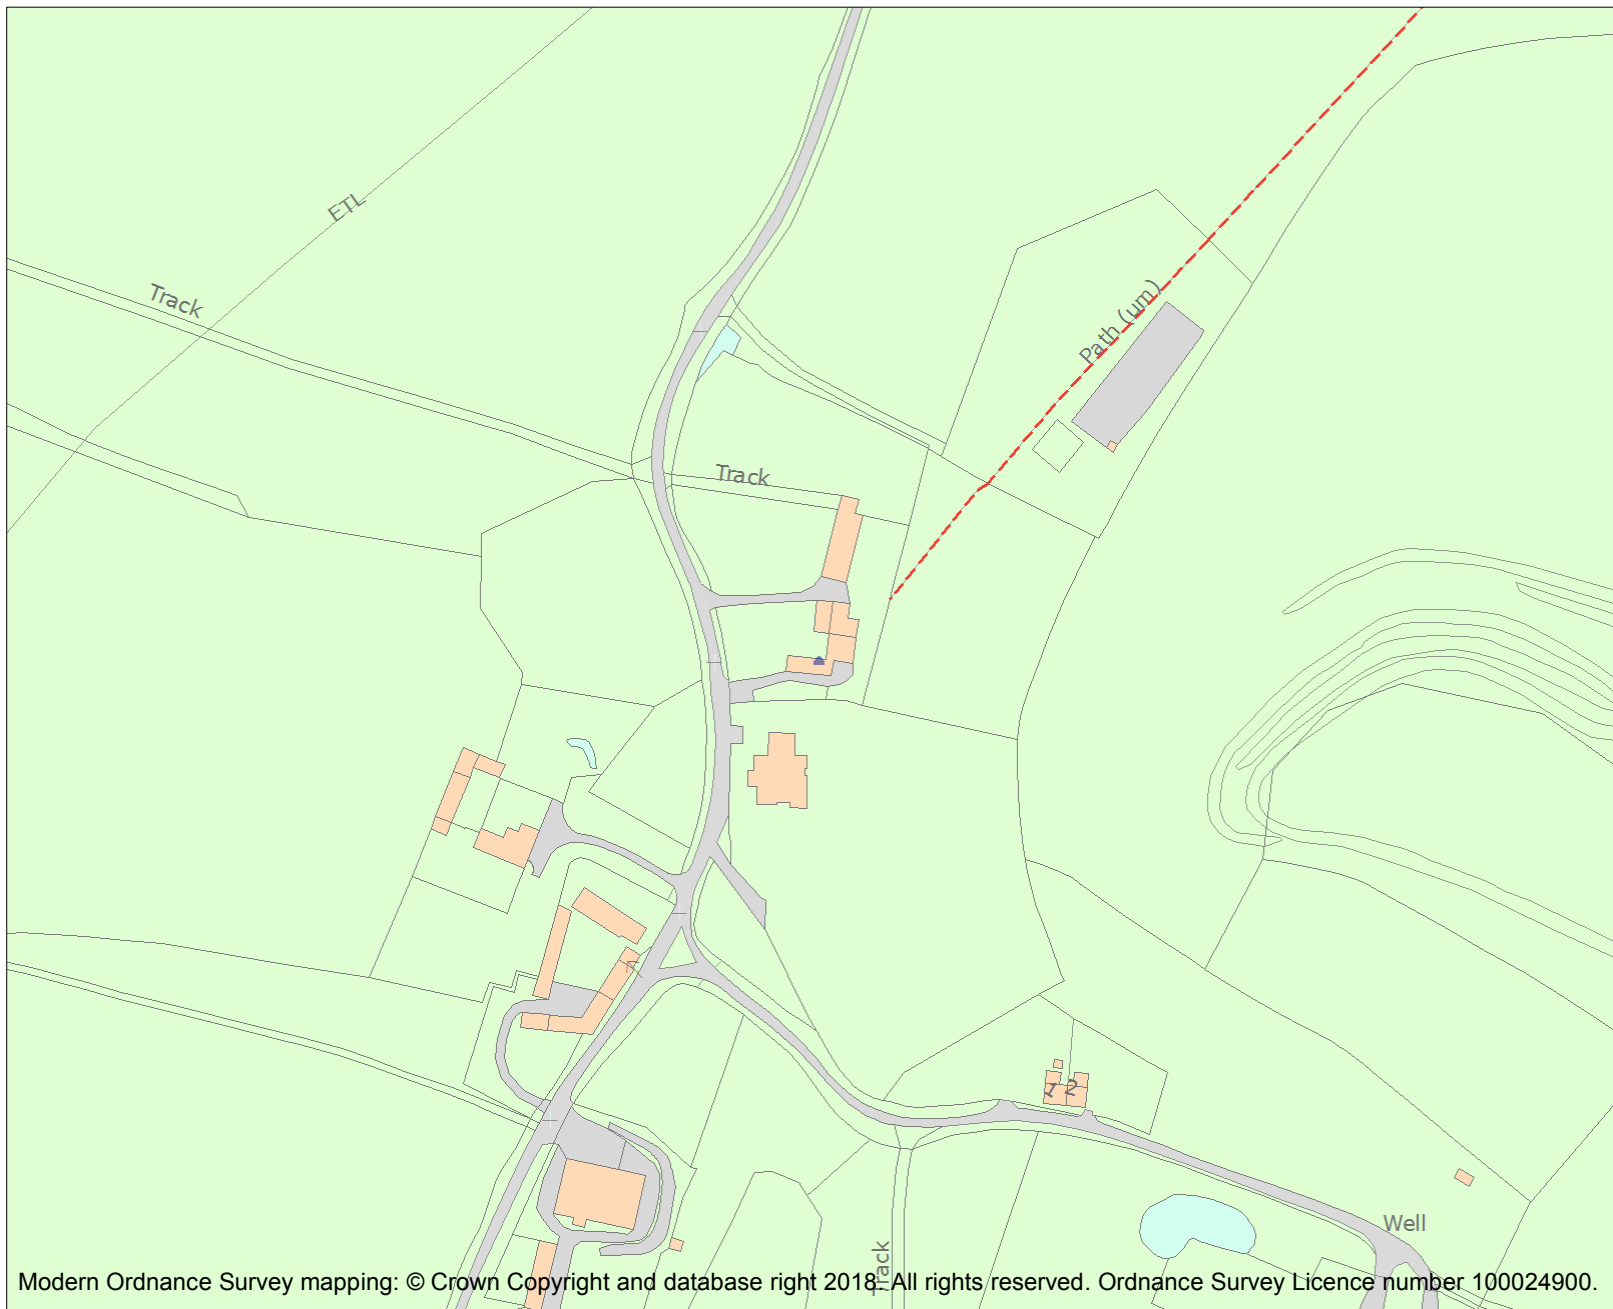 ETL
Track
Path (um)
Track
1 2
Well
Track
Modern Ordnance Survey mapping: © Crown Copyright and database right 2018. All rights reserved. Ordnance Survey Licence number 100024900.